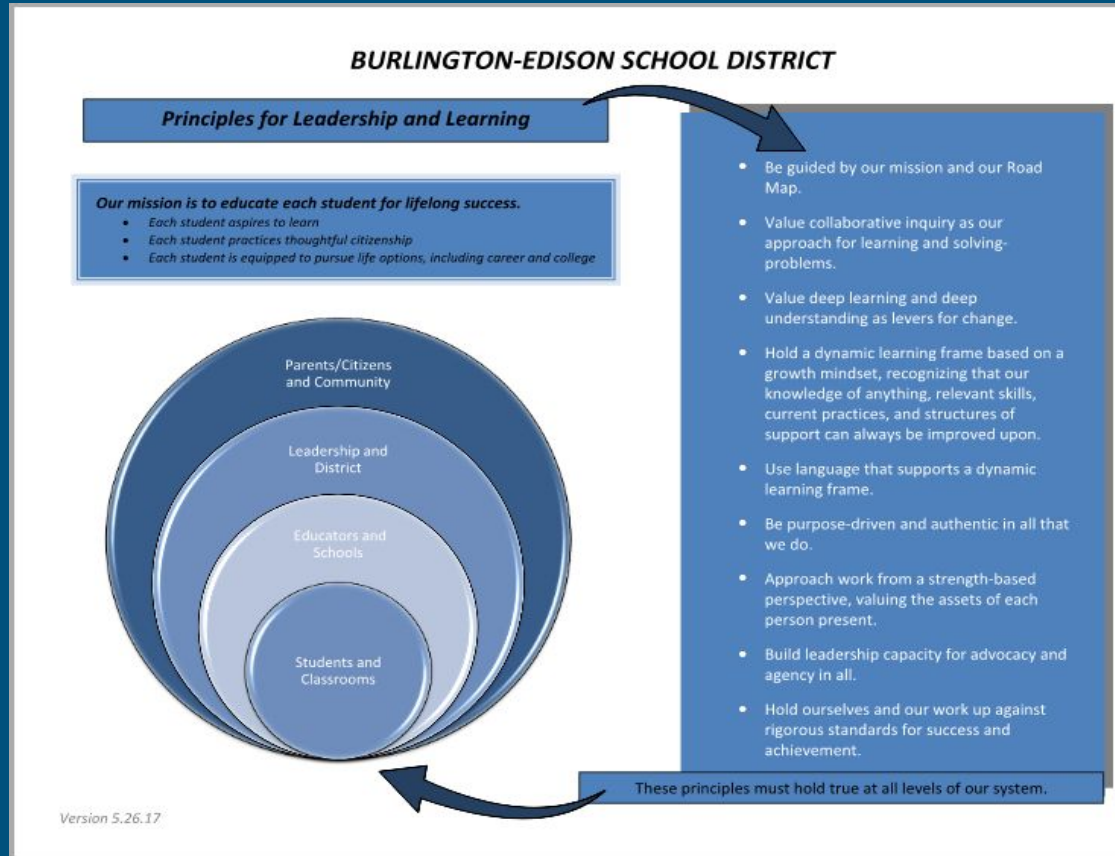 BURLINGTON-EDISON SCHOOL DISTRICT
Principles for Leadership and Learning
Our mission is to educate each student for lifelong success.
• Each student aspires to learn
• Each student practices thoughtful citizenship
• Each student is equipped to pursue life options, including career and college
Parents/Citizens
and Community
Leadership and
District
Educators and
Schools
Students and
Classrooms
• Be guided by our mission and our Road
Map.
• Value collaborative inquiry as our
approach for learning and solving-
problems.
• Value deep learning and deep
understanding as levers for change.
• Hold a dynamic learning frame based on a
growth mindset, recognizing that our
knowledge of anything, relevant skills,
current practices, and structures of
support can always be improved upon.
• Use language that supports a dynamic
learning frame.
• Be purpose-driven and authentic in all that
we do.
• Approach work from a strength-based
perspective, valuing the assets of each
person present.
• Build leadership capacity for advocacy and
agency in all.
• Hold ourselves and our work up against
rigorous standards for success and
achievement.
These principles must hold true at all levels of our system.
Version 5.26.17